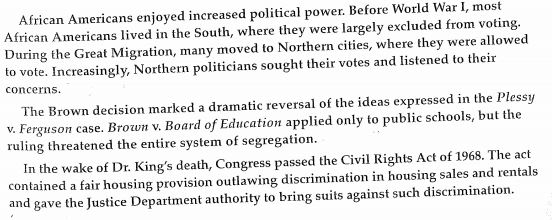 African Americans enjoyed increased political power. Before World War I, most
African Americans lived in the South, where they were largely excluded from voting.
During the Great Migration, many moved to Northern cities, where they were allowed
to vote. Increasingly, Northern politicians sought their votes and listened to their
concerns.
The Brown decision marked a dramatic reversal of the ideas expressed in the Plessy
v. Ferguson case. Brown v. Board of Education applied only to public schools, but the
ruling threatened the entire system of segregation.
In the wake of Dr. King's death, Congress passed the Civil Rights Act of 1968. The act
contained a fair housing provision outlawing discrimination in housing sales and rentals
and gave the Justice Department authority to bring suits against such discrimination.